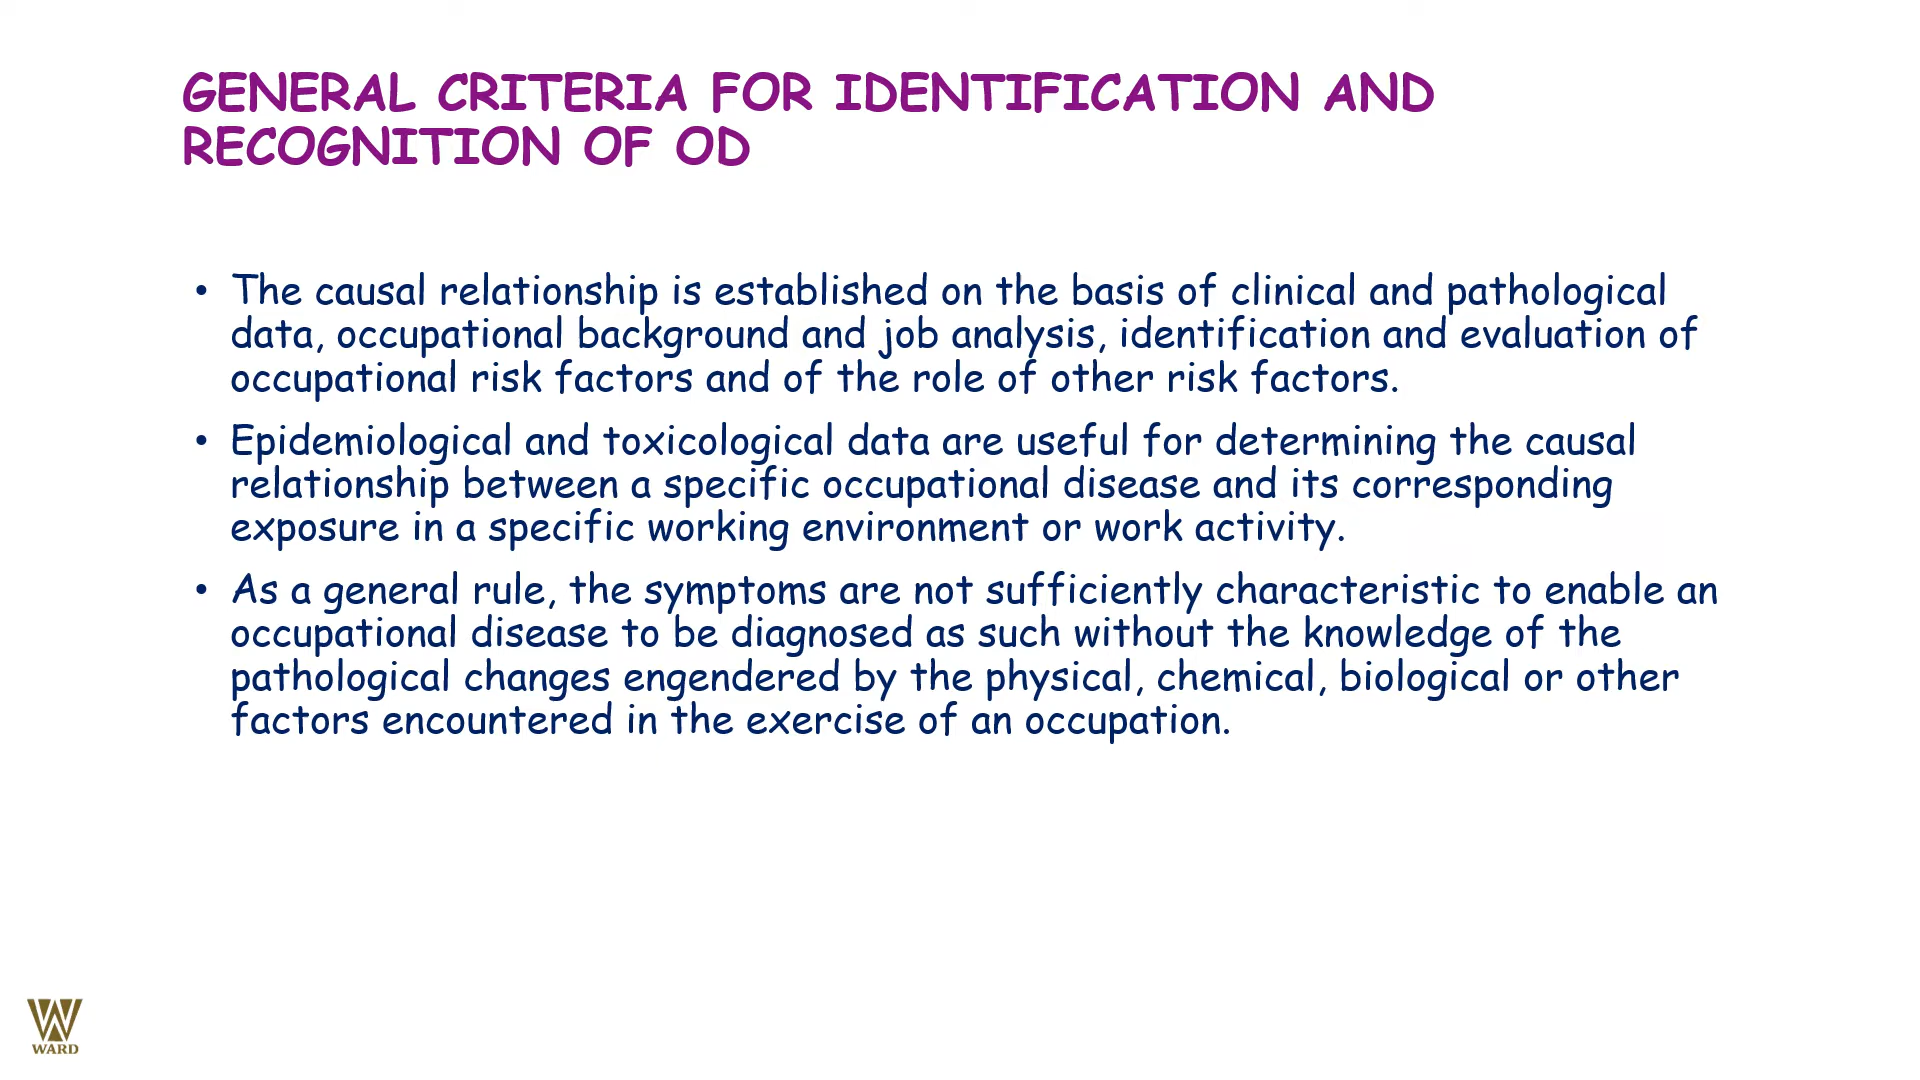 GENERAL CRITERIA FOR IDENTIFICATION AND
RECOGNITION OF OD
• The causal relationship is established on the basis of clinical and pathological
data, occupational background and job analysis, identification and evaluation of
occupational risk factors and of the role of other risk factors.
• Epidemiological and toxicological data are useful for determining the causal
relationship between a specific occupational disease and its corresponding
exposure in a specific working environment or work activity.
• As a general rule, the symptoms are not sufficiently characteristic to enable an
occupational disease to be diagnosed as such without the knowledge of the
pathological changes engendered by the physical, chemical, biological or other
factors encountered in the exercise of an occupation.
WARD